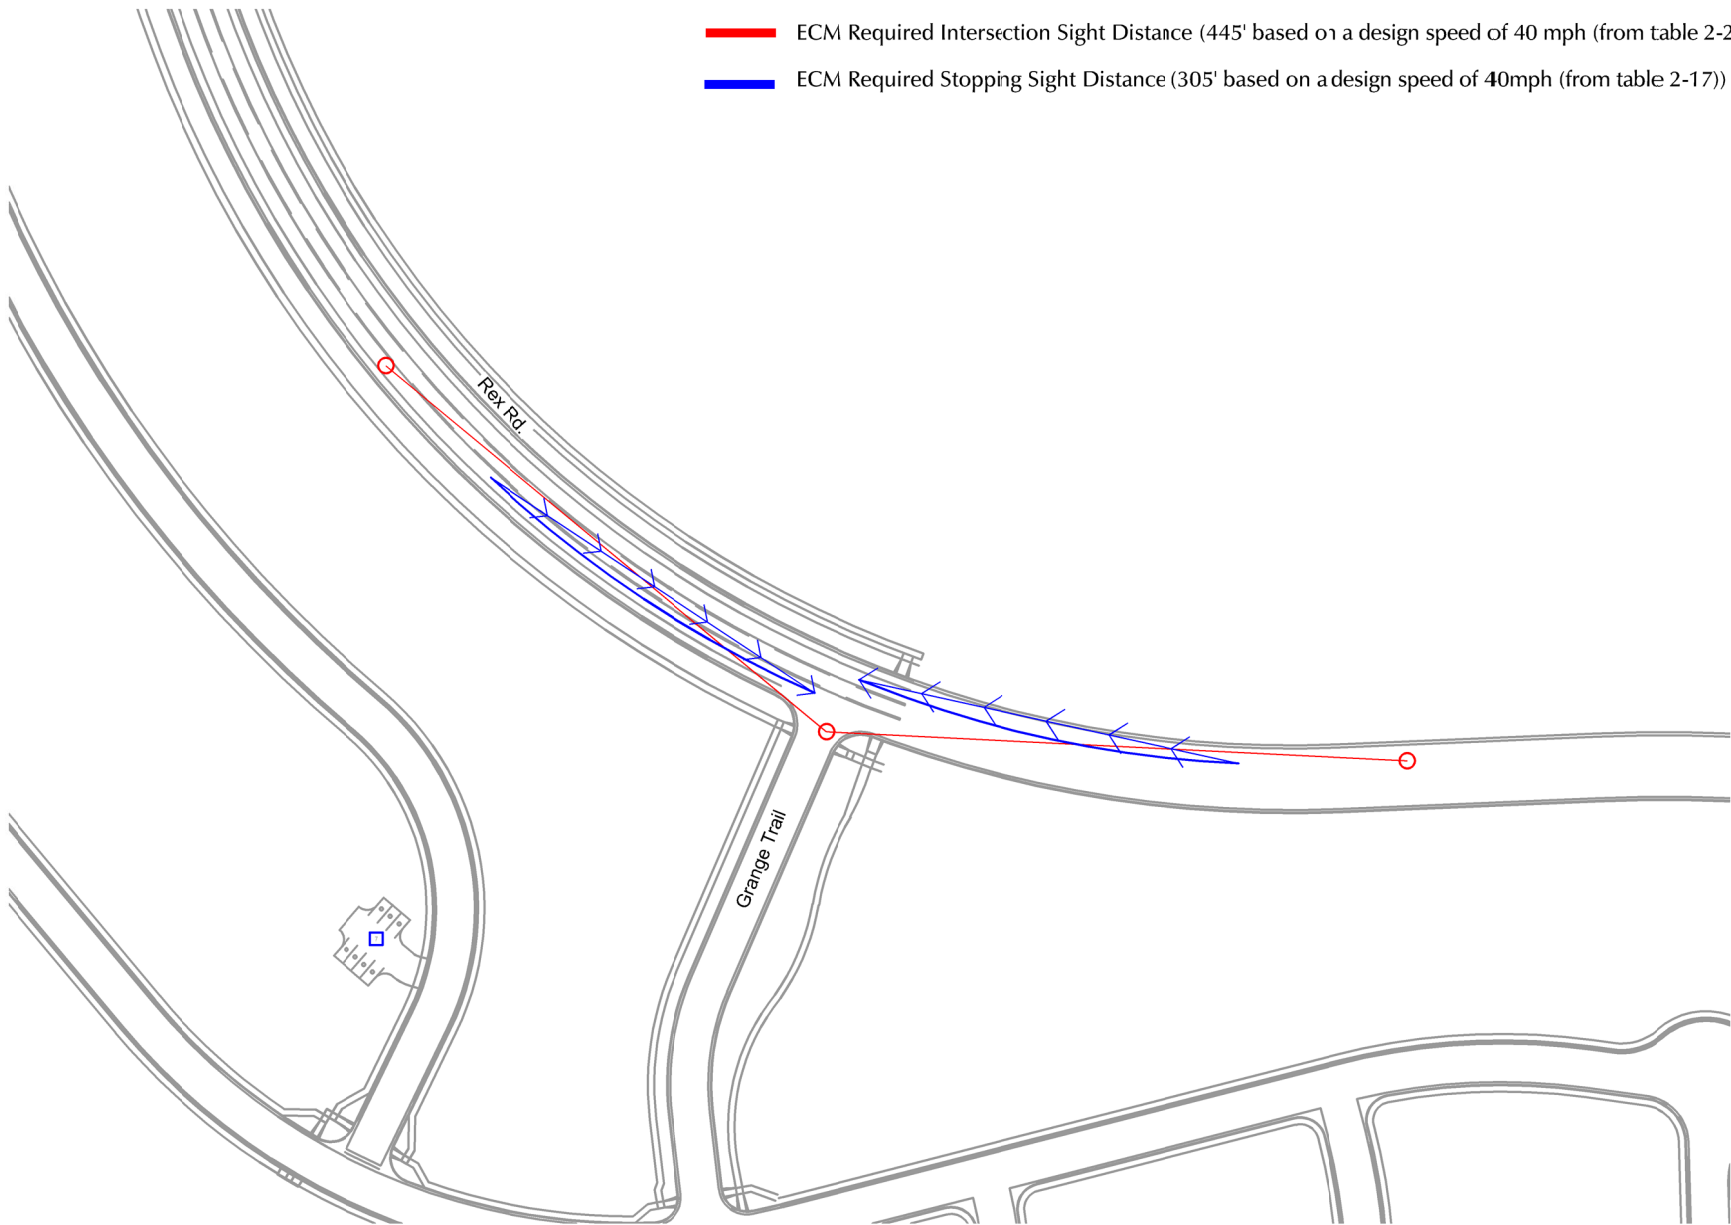 ECM Required Intersection Sight Distance (445' based on a design speed of 40 mph (from table 2-2
ECM Required Stopping Sight Distance (305' based on a design speed of 40mph (from table 2-17))
Rex Rd.
Grange Trail